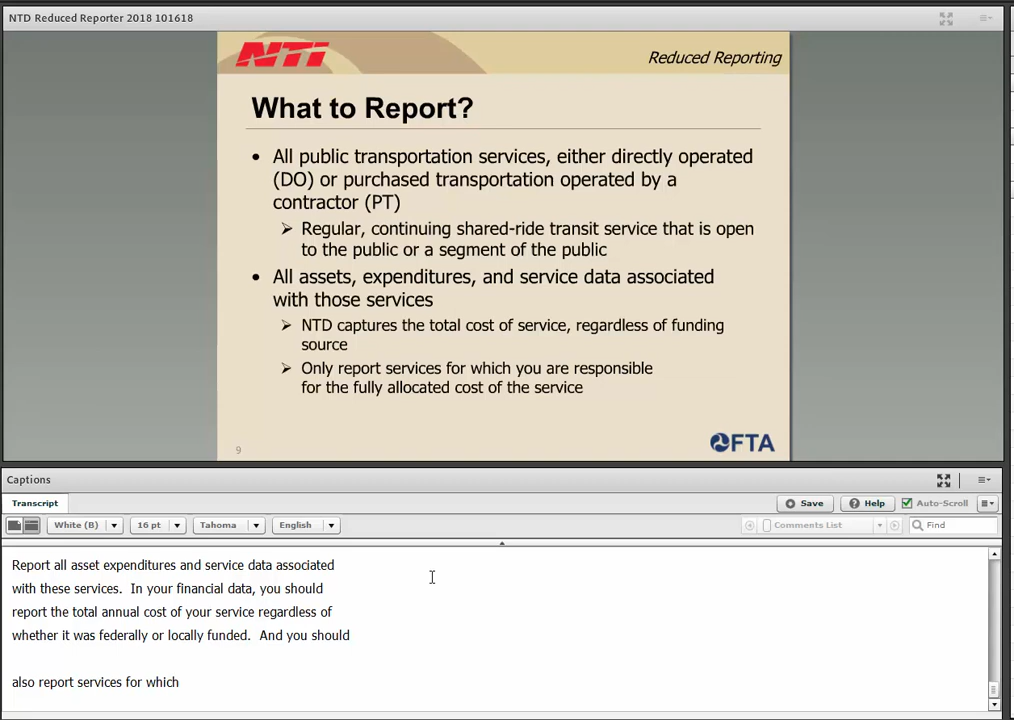 NTD Reduced Reporter 2018 101618
NTI
Reduced Reporting
What to Report?
• All public transportation services, either directly operated
(DO) or purchased transportation operated by a
contractor (PT)
➢ Regular, continuing shared-ride transit service that is open
to the public or a segment of the public
• All assets, expenditures, and service data associated
with those services
➢ NTD captures the total cost of service, regardless of funding
source
➢ Only report services for which you are responsible
for the fully allocated cost of the service
9
FTA
Captions
Transcript
Save
Help
Auto-Scroll
White (B)
16 pt
Tahoma
English
Comments List
Find
Report all asset expenditures and service data associated
with these services.  In your financial data, you should
report the total annual cost of your service regardless of
whether it was federally or locally funded.  And you should
also report services for which